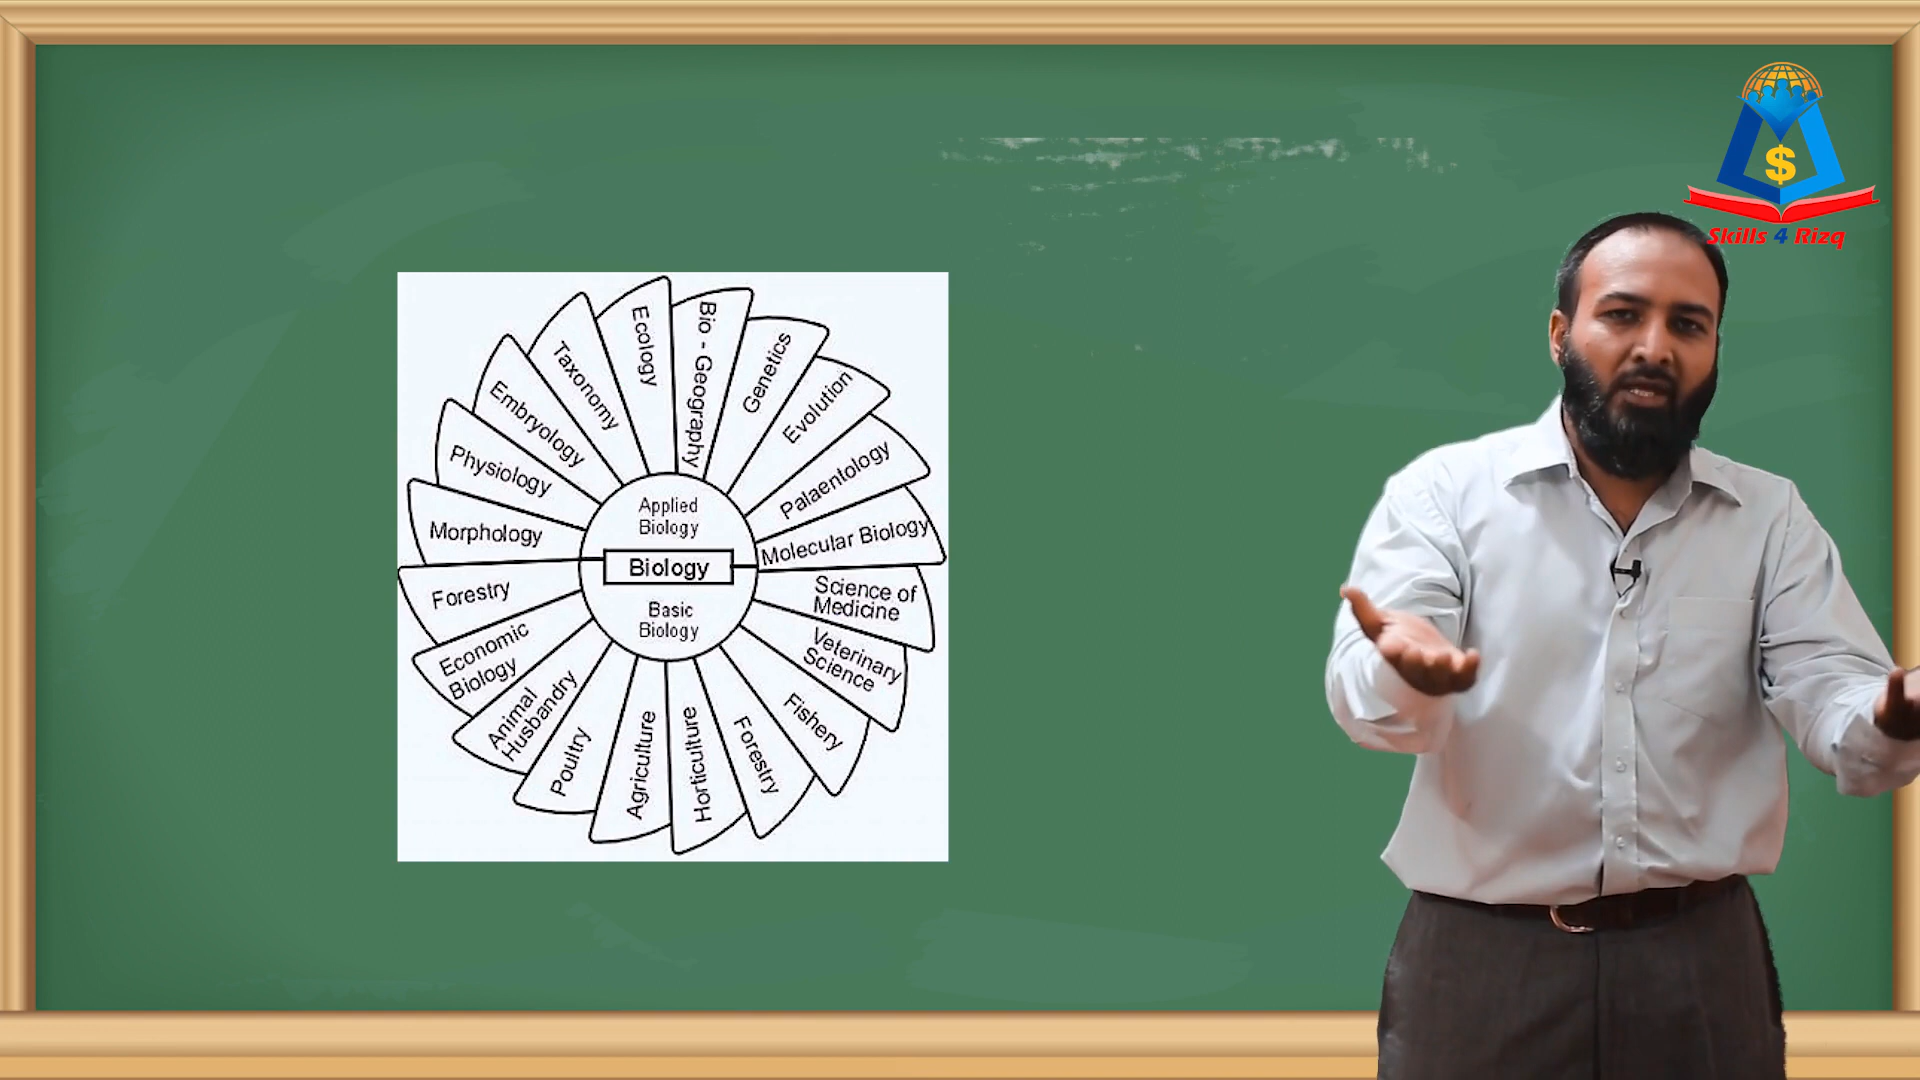 $
Skills 4 Rizq
Ecology
Bio - Geography
Genetics
Evolution
Palaentology
Molecular Biology
Science of
Medicine
Veterinary
Science
Fishery
Forestry
Horticulture
Agriculture
Poultry
Animal
Husbandry
Economic
Biology
Forestry
Morphology
Physiology
Embryology
Taxonomy
Applied
Biology
Biology
Basic
Biology